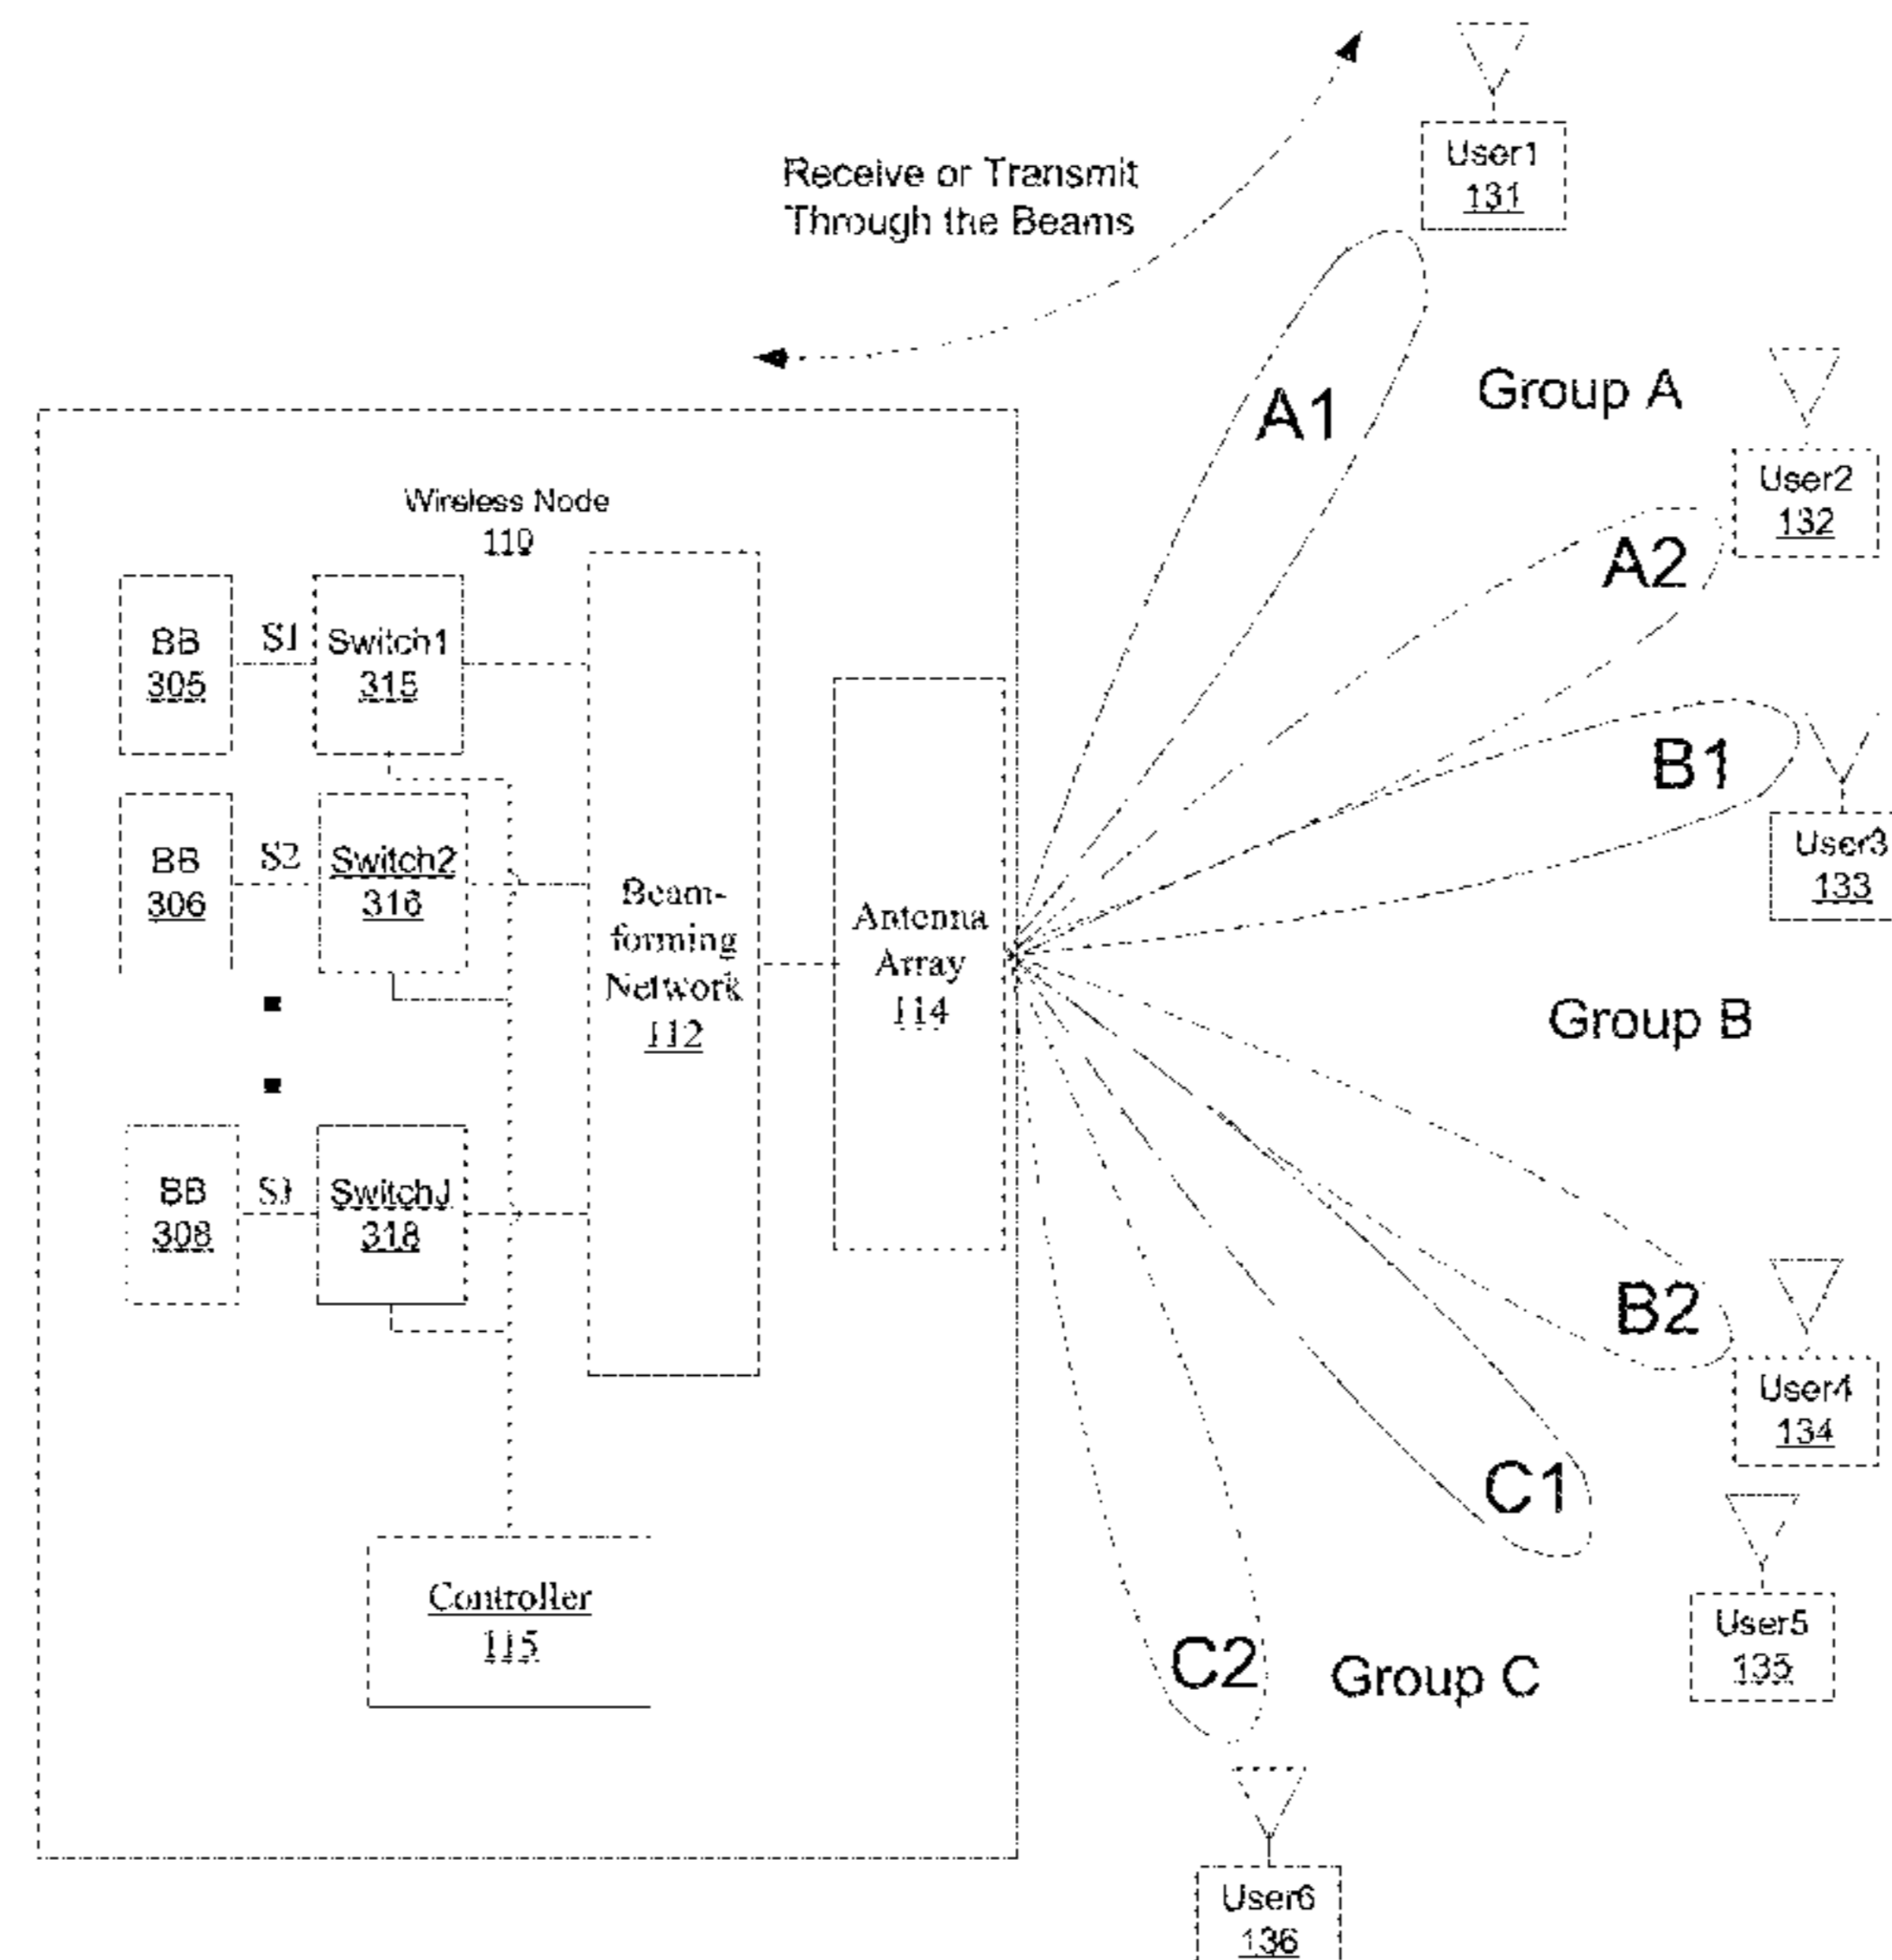 Receive or Transmit
Through the Beams
User1
131
Group A
A1
User2
132
A2
Wireless Node
110
BB
305
S1
Switch1
315
B1
User3
133
BB
306
S2
Switch2
316
Beam-
forming
Network
112
Antenna
Array
114
Group B
BB
308
SJ
SwitchJ
318
B2
User4
134
C1
Controller
115
User5
135
C2
Group C
User6
136